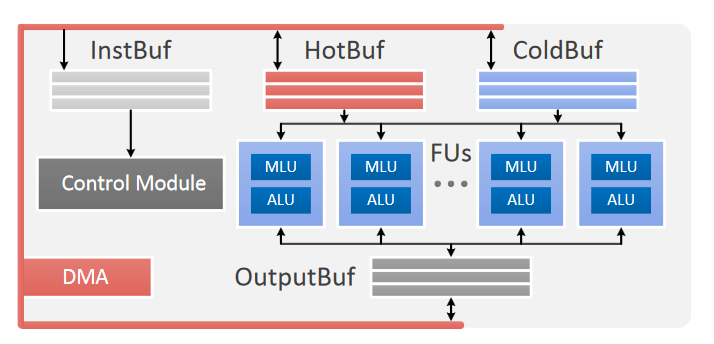 InstBuf
HotBuf
ColdBuf
Control Module
FUs
MLU
ALU
MLU
ALU
...
MLU
ALU
MLU
ALU
DMA
OutputBuf